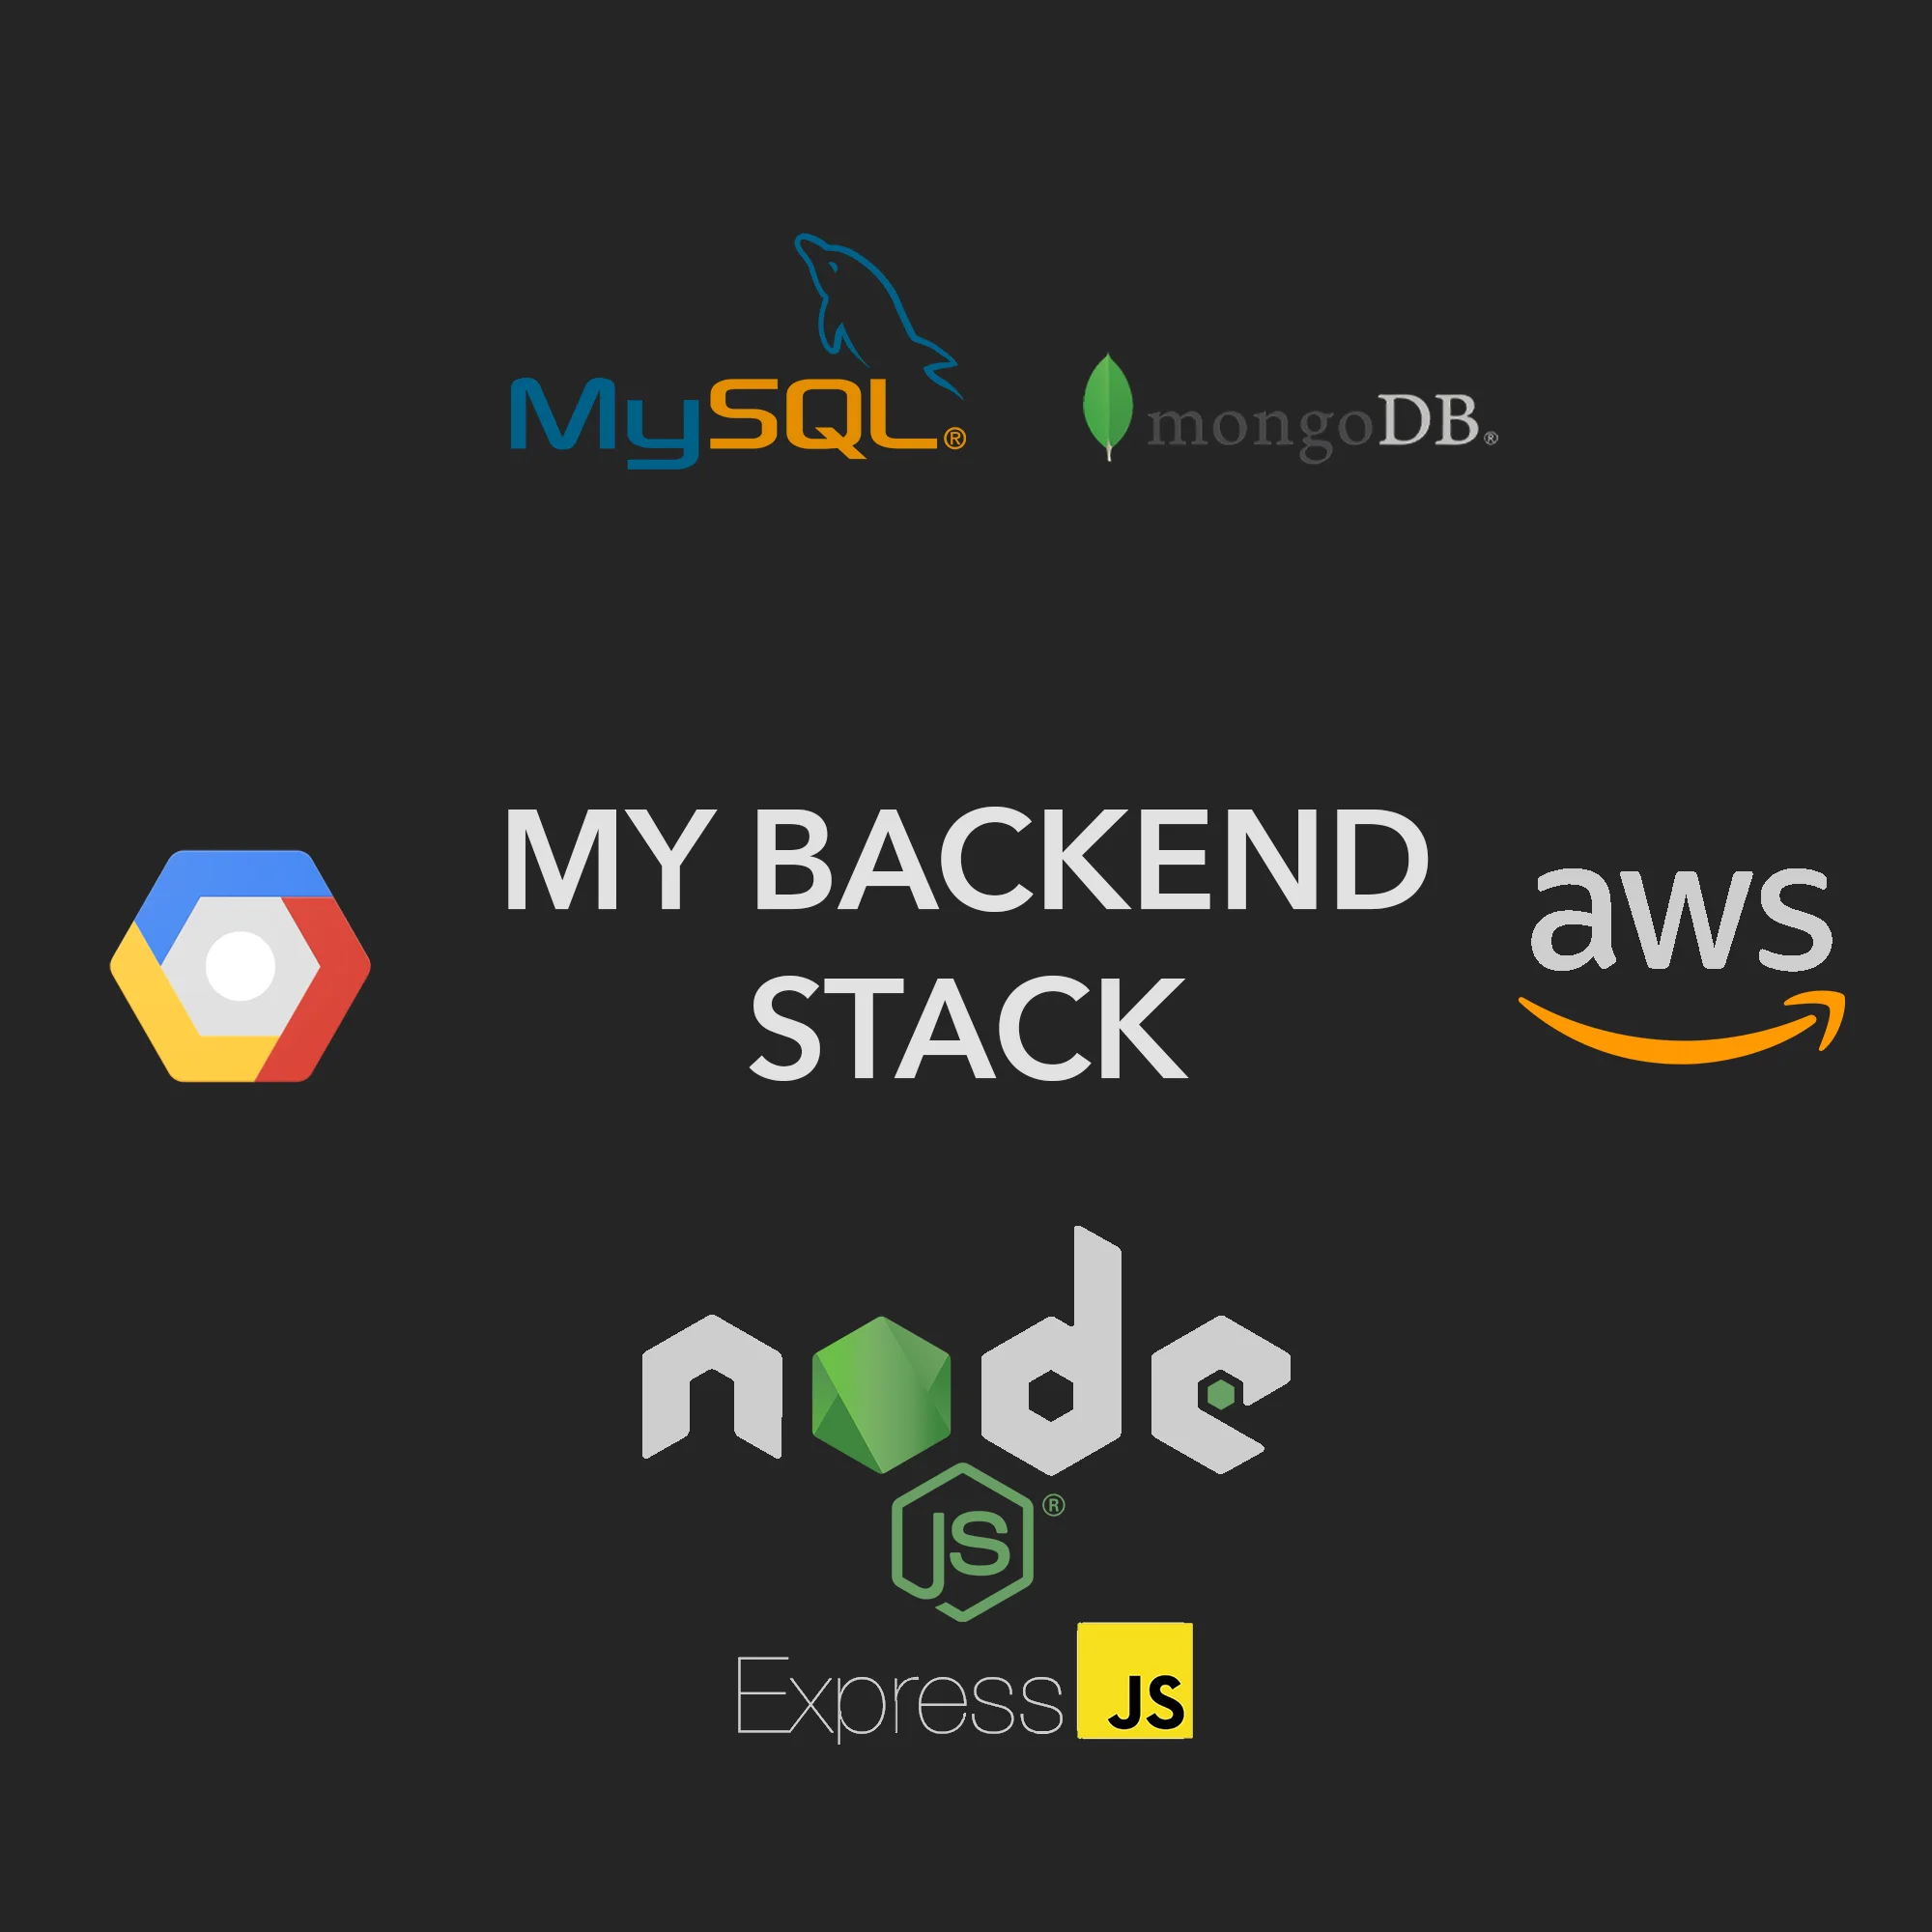 MySQL®
mongoDB®
MY BACKEND
STACK
aws
node
JS®
Express JS